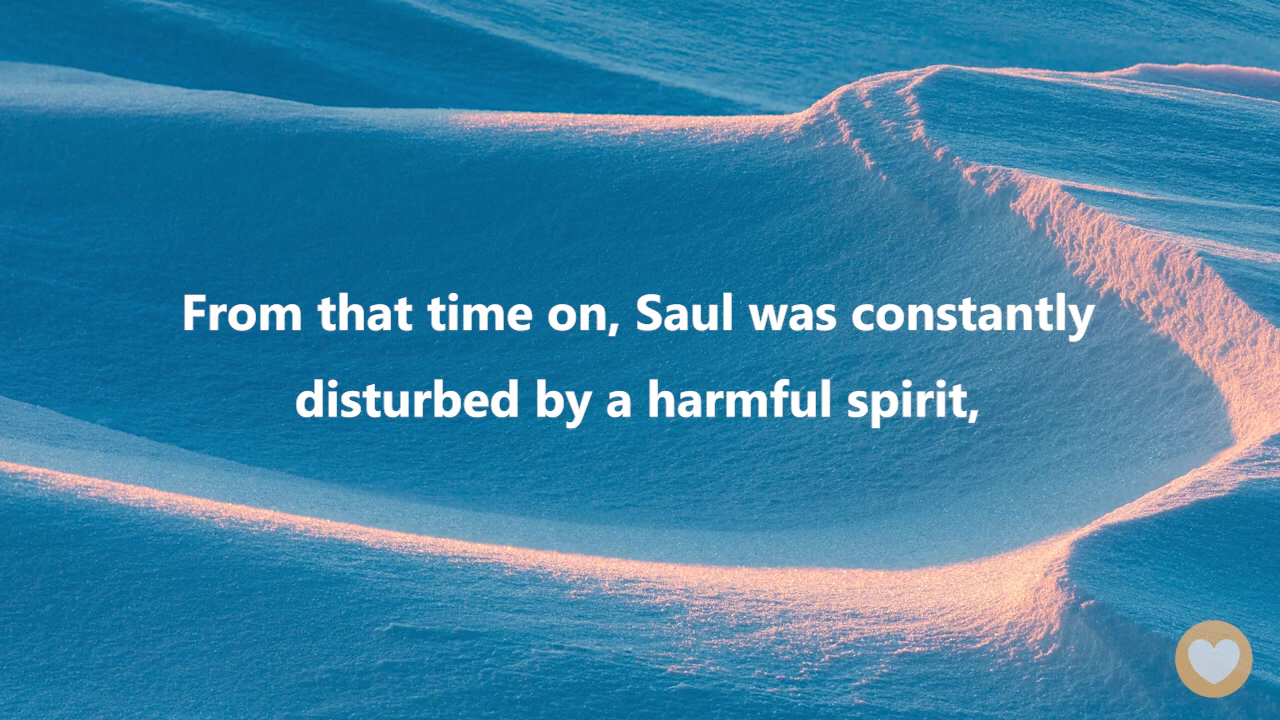 From that time on, Saul was constantly
disturbed by a harmful spirit,